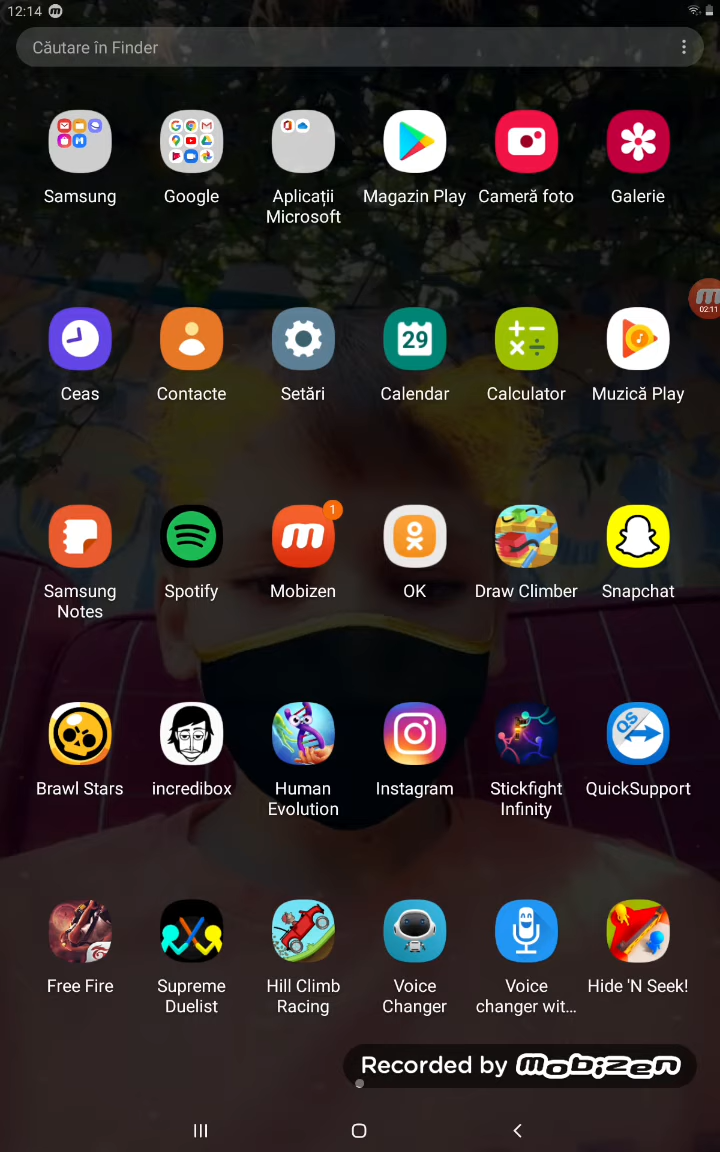 12:14
Căutare în Finder
Samsung
Google
Aplicații
Microsoft
Magazin Play
Cameră foto
Galerie
02:11
Ceas
Contacte
Setări
29
Calendar
Calculator
Muzică Play
Samsung
Notes
Spotify
1
Mobizen
OK
Draw Climber
Snapchat
Brawl Stars
incredibox
Human
Evolution
Instagram
Stickfight
Infinity
QS
QuickSupport
Free Fire
Supreme
Duelist
Hill Climb
Racing
Voice
Changer
Voice
changer wit...
Hide 'N Seek!
Recorded by mobizen